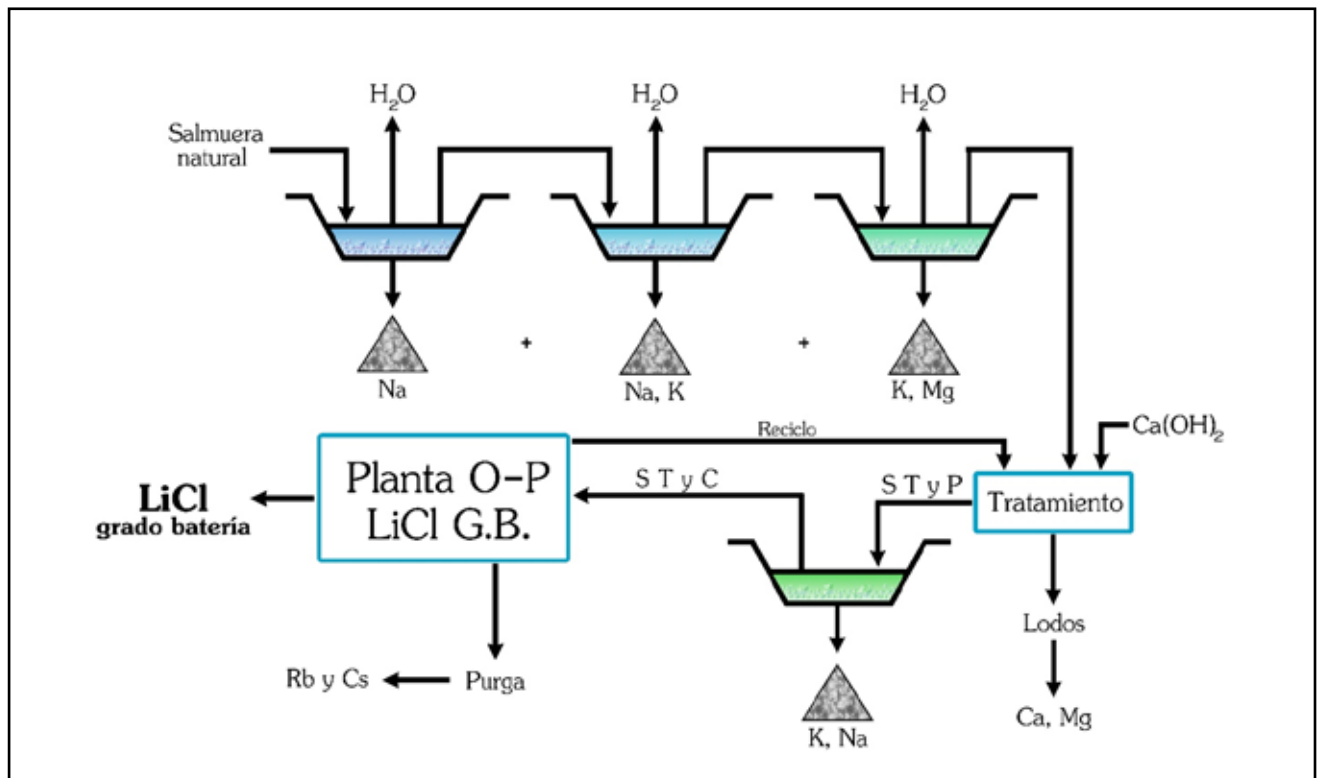 H₂O
H₂O
H₂O
Salmuera
natural
+
+
Na
Na, K
K, Mg
Reciclo
Ca(OH)₂
Planta O-P
LiCl G.B.
S T y C
S T y P
Tratamiento
LiCl
grado batería
Lodos
Rb y Cs
Purga
Ca, Mg
K, Na